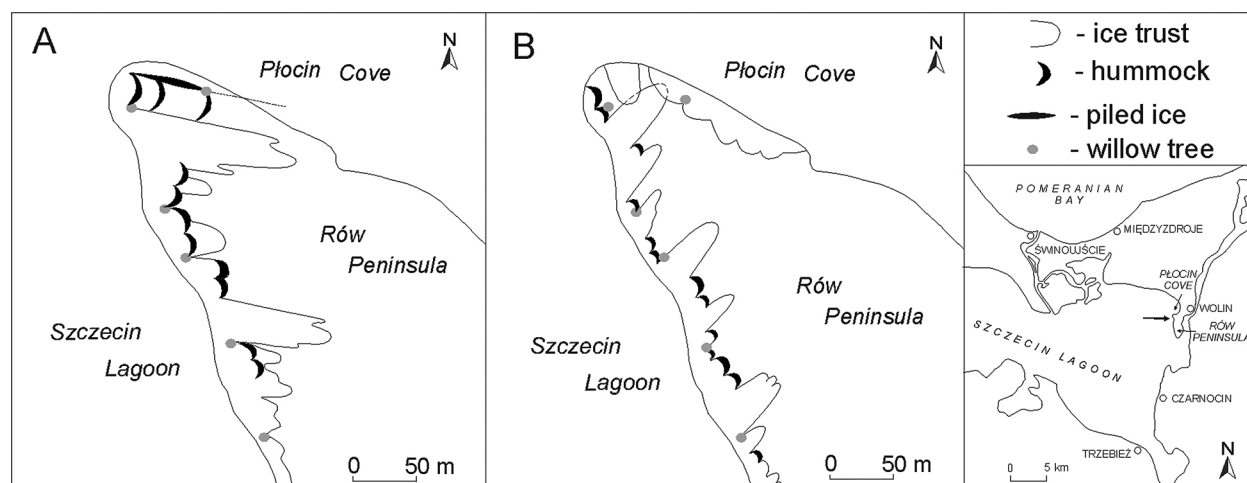 A
N
Płocin Cove
Rów
Peninsula
Szczecin
Lagoon
0 50 m
B
N
Płocin Cove
Rów
Peninsula
Szczecin
Lagoon
0 50 m
- ice trust
- hummock
- piled ice
- willow tree
POMERANIAN
BAY
MIĘDZYZDROJE
ŚWINOUJŚCIE
PŁOCIN
COVE
WOLIN
RÓW
PENINSULA
SZCZECIN LAGOON
CZARNOCIN
TRZEBIEŻ
N
0 5 km